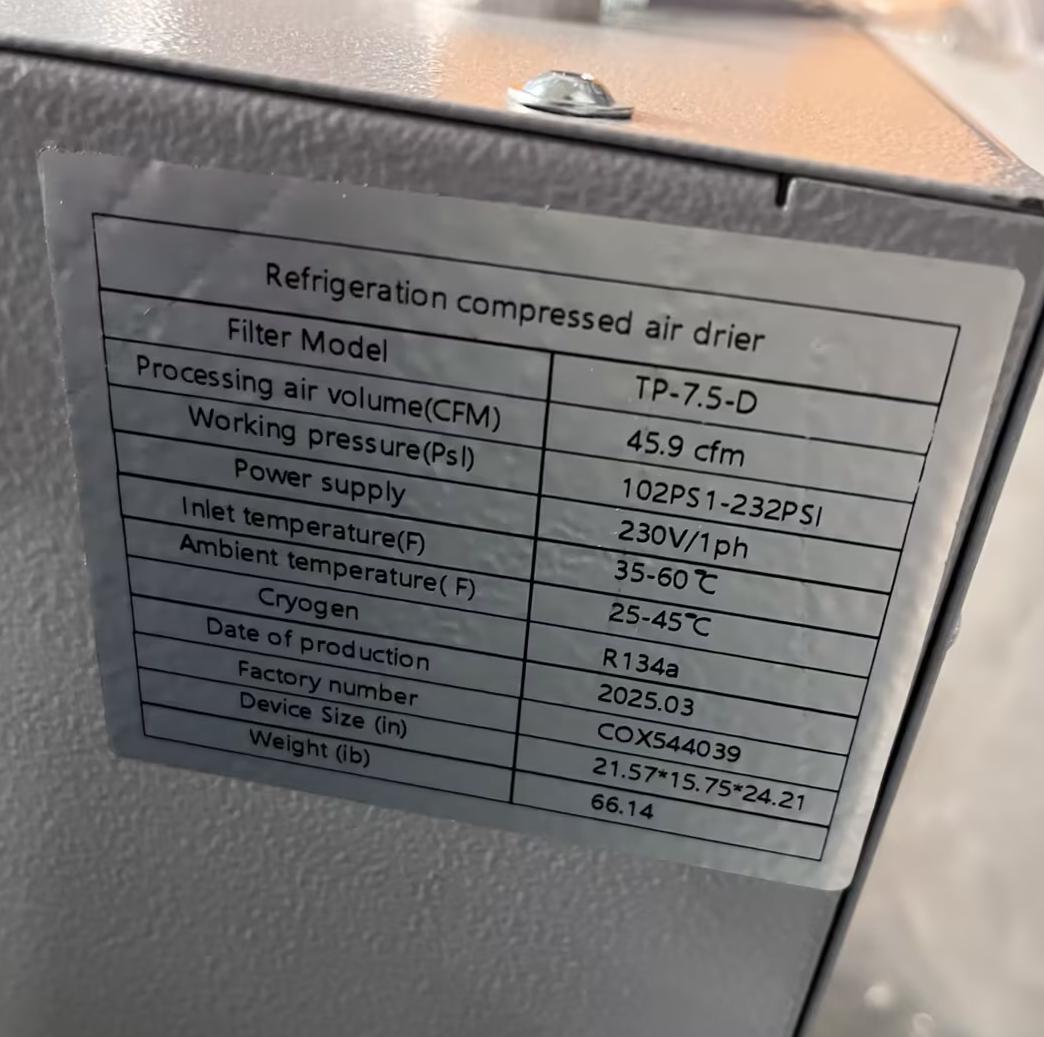 Refrigeration compressed air drier
Filter Model TP-7.5-D
Processing air volume(CFM) 45.9 cfm
Working pressure(PsI) 102PS1-232PSI
Power supply 230V/1ph
Inlet temperature(F) 35-60℃
Ambient temperature( F) 25-45℃
Cryogen R134a
Date of production 2025.03
Factory number COX544039
Device Size (in) 21.57*15.75*24.21
Weight (ib) 66.14